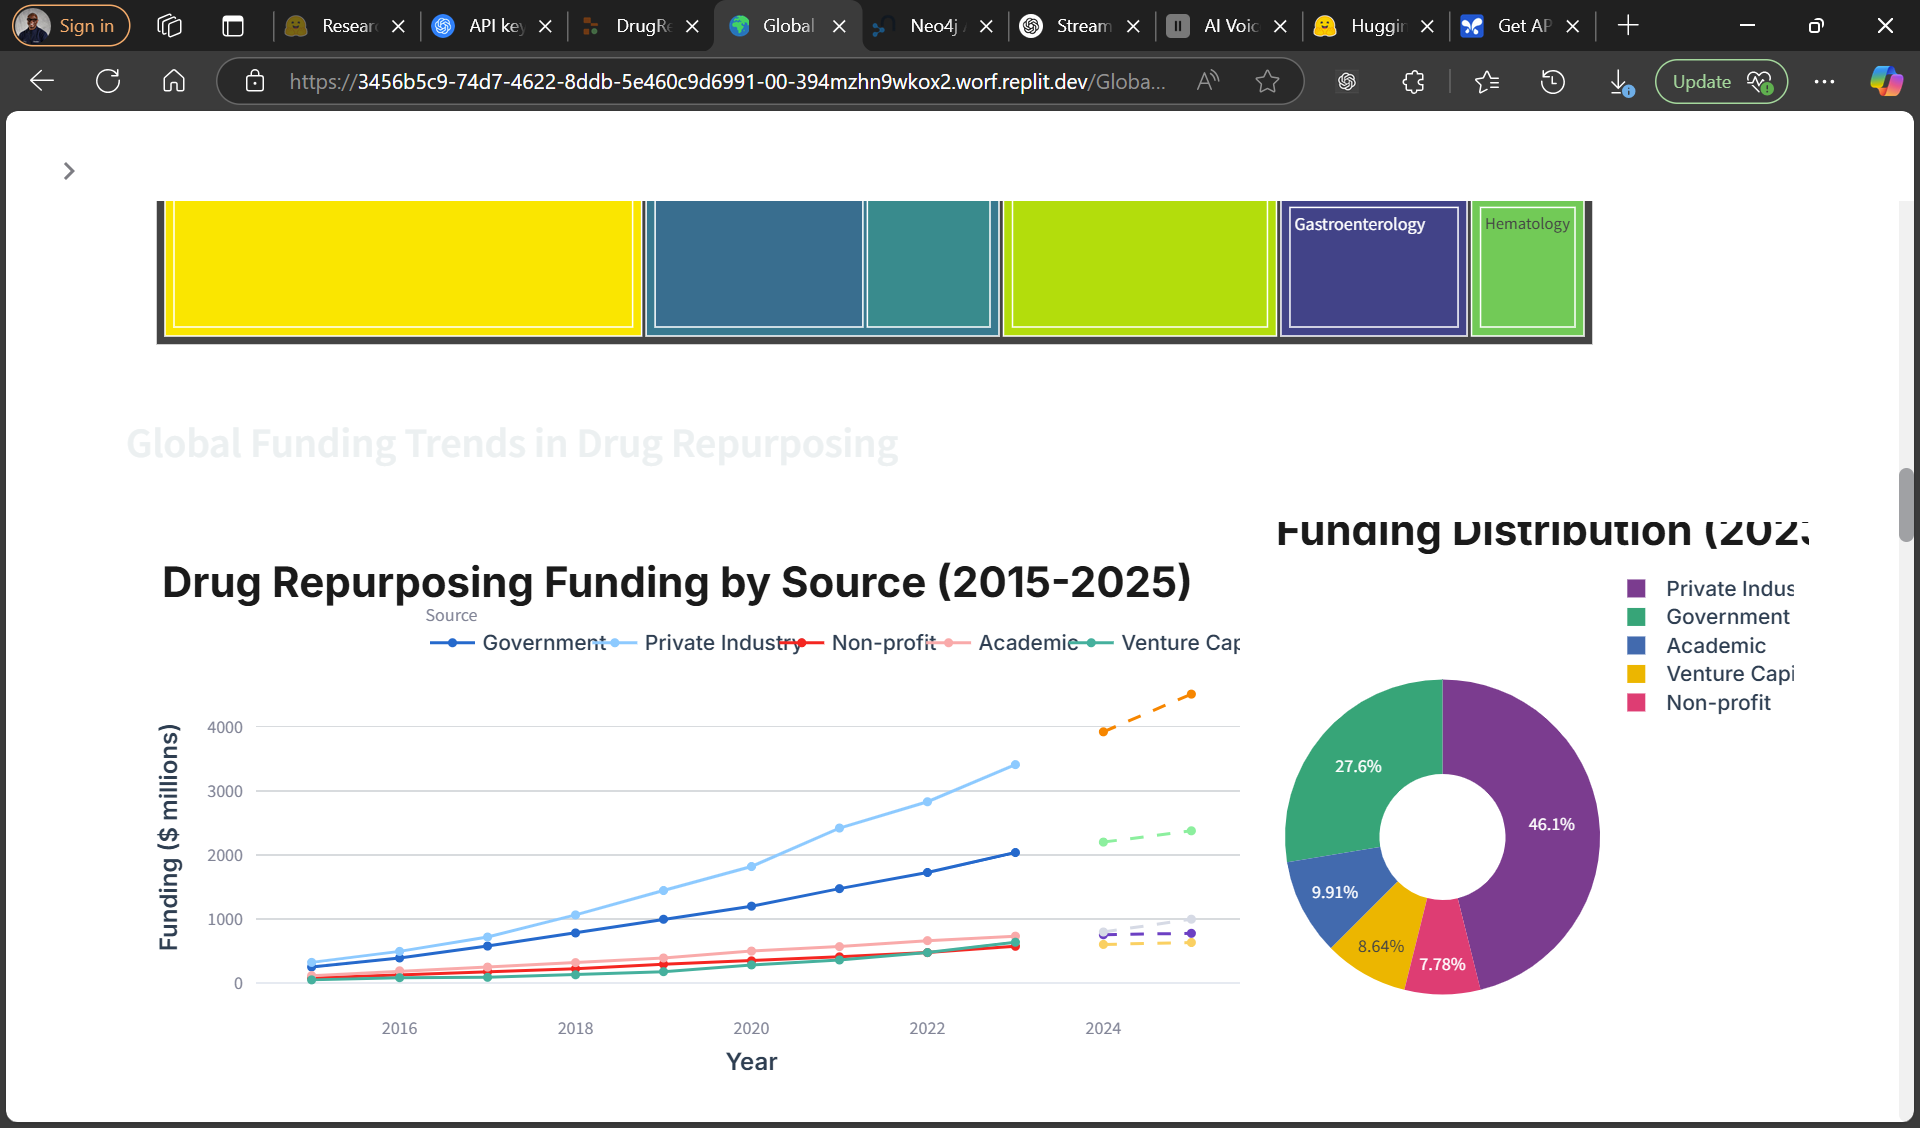 Sign in
Resear
API key
DrugRe
Global
Neo4j
Stream
AI Voic
Huggin
Get AP
https://3456b5c9-74d7-4622-8ddb-5e460c9d6991-00-394mzhn9wkox2.worf.replit.dev/Globa...
Update
Gastroenterology
Hematology
Global Funding Trends in Drug Repurposing
Drug Repurposing Funding by Source (2015-2025)
Source
Government
Private Industry
Non-profit
Academic
Venture Cap
Funding ($ millions)
4000
3000
2000
1000
0
2016
2018
2020
2022
2024
Year
Funding Distribution (2023
Private Indus
Government
Academic
Venture Capi
Non-profit
27.6%
46.1%
9.91%
8.64%
7.78%